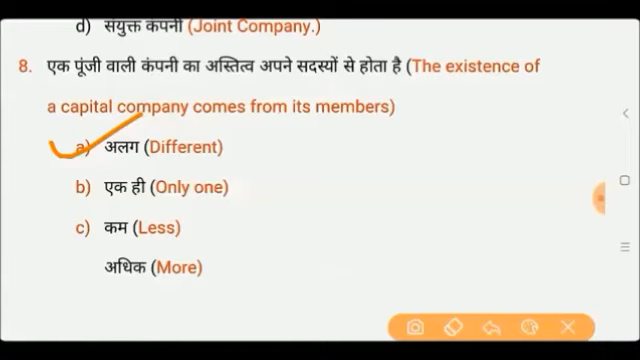 d) संयुक्त कंपनी (Joint Company.)
8. एक पूंजी वाली कंपनी का अस्तित्व अपने सदस्यों से होता है (The existence of
a capital company comes from its members)
a) अलग (Different)
b) एक ही (Only one)
c) कम (Less)
अधिक (More)